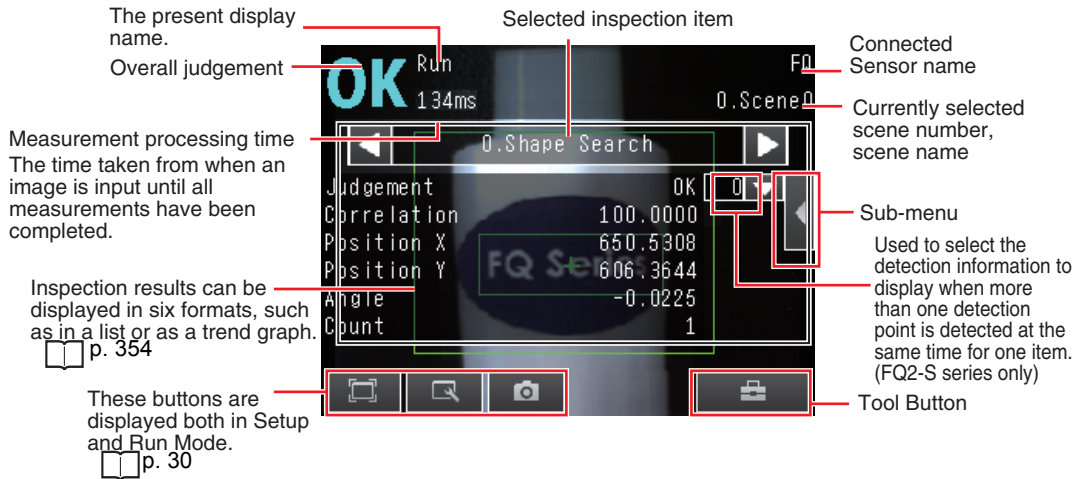 The present display
name.
Selected inspection item
Overall judgement
Connected
Sensor name
OK
Run
FQ
134ms
0.Scene0
Currently selected
scene number,
scene name
Measurement processing time
The time taken from when an
image is input until all
measurements have been
completed.
0.Shape Search
Judgement OK 0
Correlation 100.0000
Position X 650.5308
Position Y 606.3644
Angle -0.0225
Count 1
FQ Series
Sub-menu
Used to select the
detection information to
display when more
than one detection
point is detected at the
same time for one item.
(FQ2-S series only)
Inspection results can be
displayed in six formats, such
as in a list or as a trend graph.
p. 354
These buttons are
displayed both in Setup
and Run Mode.
p. 30
Tool Button